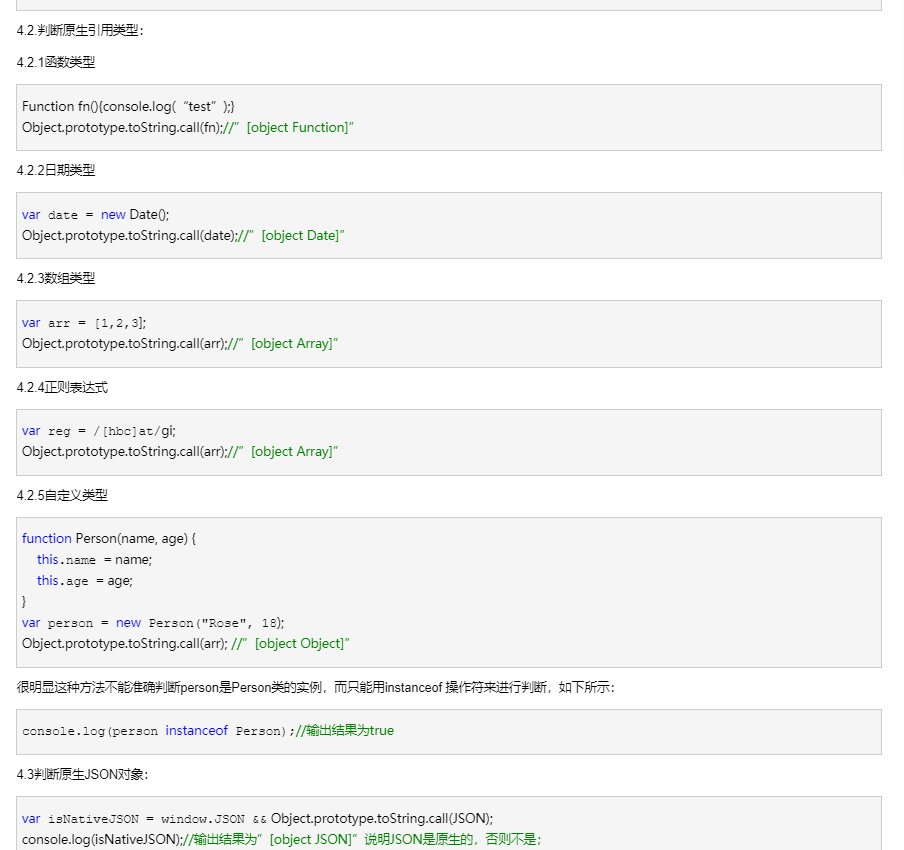 4.2.判断原生引用类型：
4.2.1函数类型
Function fn(){console.log( “test” );}
Object.prototype.toString.call(fn);//” [object Function]”
4.2.2日期类型
var date = new Date();
Object.prototype.toString.call(date);//” [object Date]”
4.2.3数组类型
var arr = [1,2,3];
Object.prototype.toString.call(arr);//” [object Array]”
4.2.4正则表达式
var reg = /[hbc]at/gi;
Object.prototype.toString.call(arr);//” [object Array]”
4.2.5自定义类型
function Person(name, age) {
this.name = name;
this.age = age;
}
var person = new Person("Rose", 18);
Object.prototype.toString.call(arr); //” [object Object]”
很明显这种方法不能准确判断person是Person类的实例，而只能用instanceof 操作符来进行判断，如下所示：
console.log(person instanceof Person);//输出结果为true
4.3判断原生JSON对象：
var isNativeJSON = window.JSON && Object.prototype.toString.call(JSON);
console.log(isNativeJSON);//输出结果为” [object JSON]” 说明JSON是原生的，否则不是；